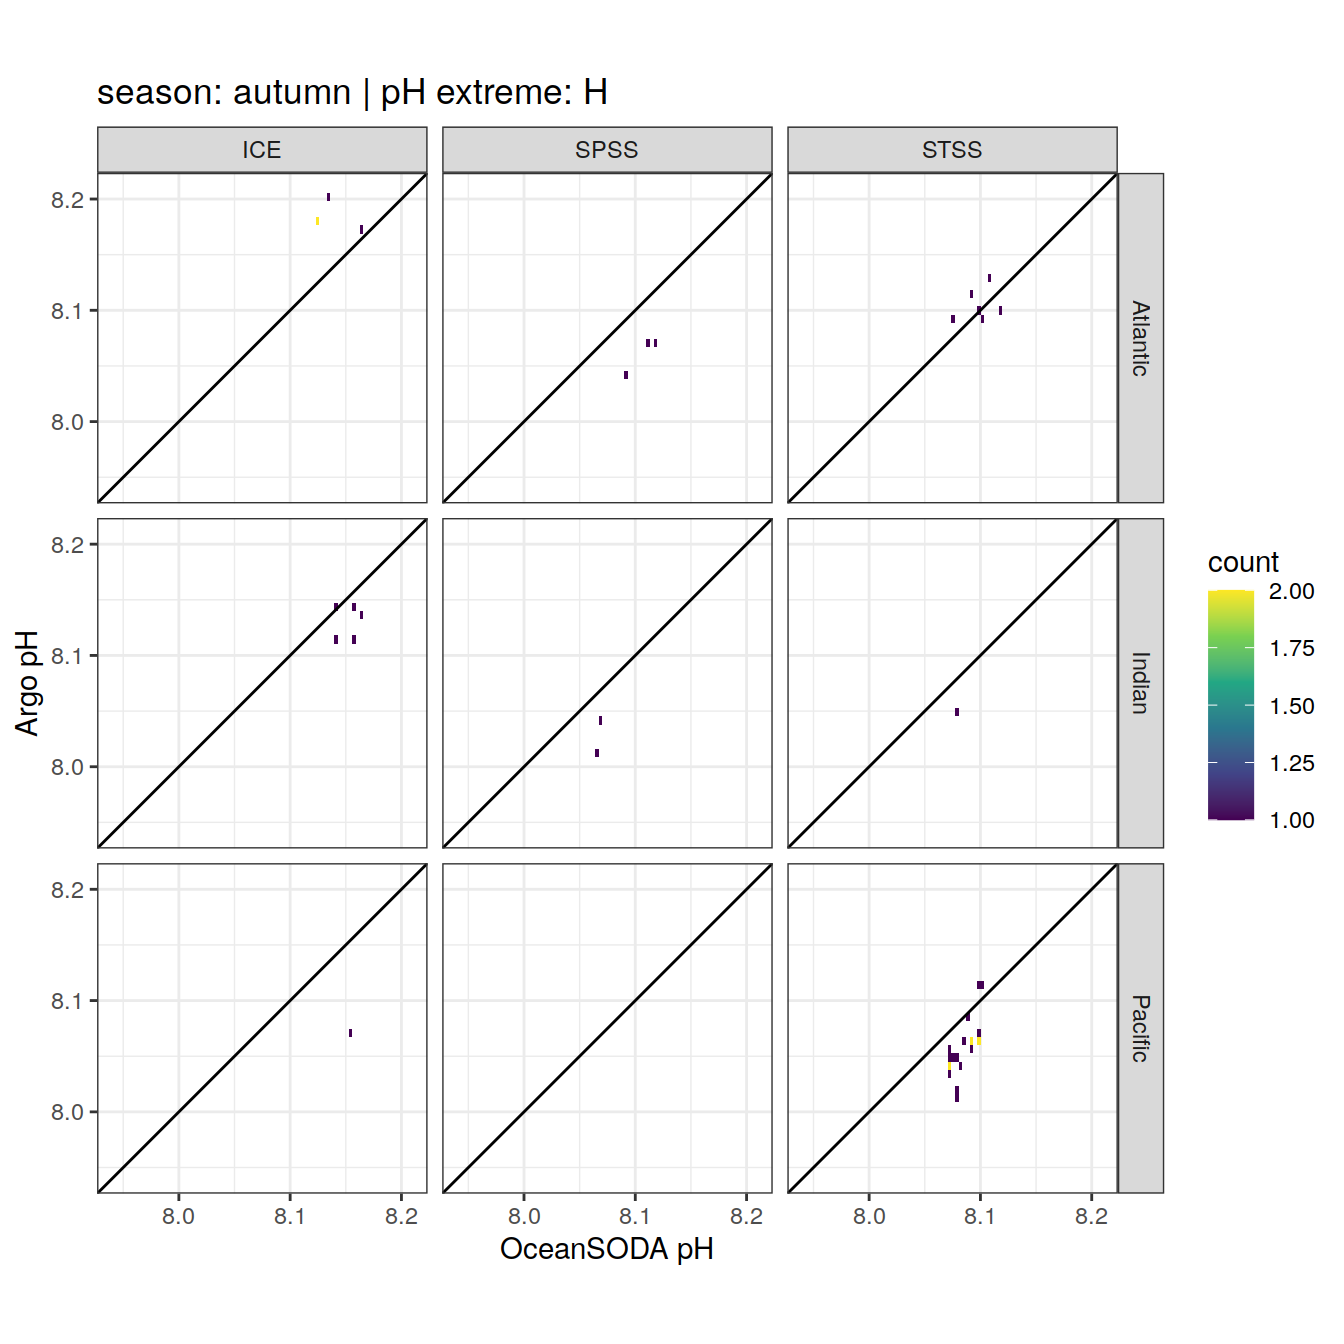 season: autumn | pH extreme: H
ICE
SPSS
STSS
8.2
8.1
8.0
Atlantic
8.2
8.1
8.0
Indian
8.2
8.1
8.0
Pacific
Argo pH
8.0
8.1
8.2
8.0
8.1
8.2
8.0
8.1
8.2
OceanSODA pH
count
2.00
1.75
1.50
1.25
1.00